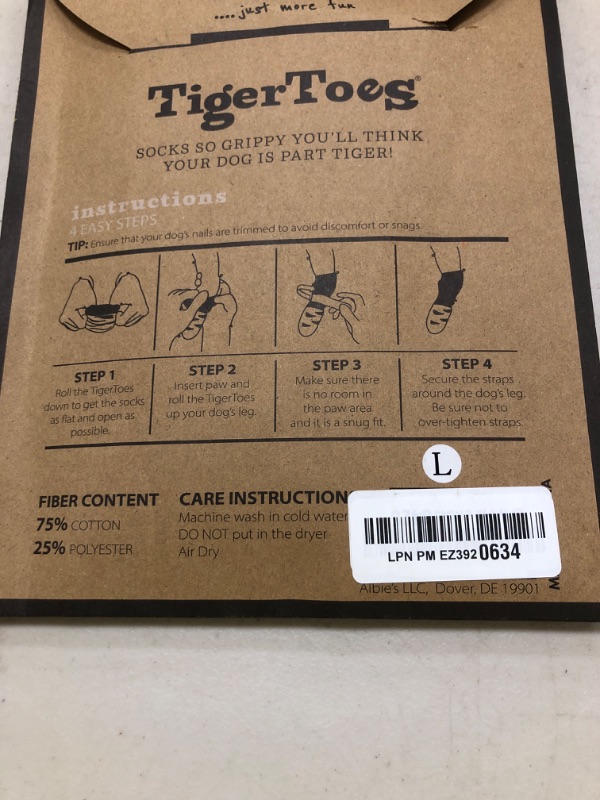 ....just more fun
TigerToes®
SOCKS SO GRIPPY YOU'LL THINK
YOUR DOG IS PART TIGER!
instructions
4 EASY STEPS
TIP: Ensure that your dog's nails are trimmed to avoid discomfort or snags.
STEP 1
Roll the TigerToes
down to get the socks
as flat and open as
possible.
STEP 2
Insert paw and
roll the TigerToes
up your dog's leg.
STEP 3
Make sure there
is no room in
the paw area
and it is a snug fit.
STEP 4
Secure the straps
around the dog's leg.
Be sure not to
over-tighten straps.
L
FIBER CONTENT
75% COTTON
25% POLYESTER
CARE INSTRUCTION
Machine wash in cold water
DO NOT put in the dryer
Air Dry
LPN PM EZ392 0634
Albie's LLC, Dover, DE 19901